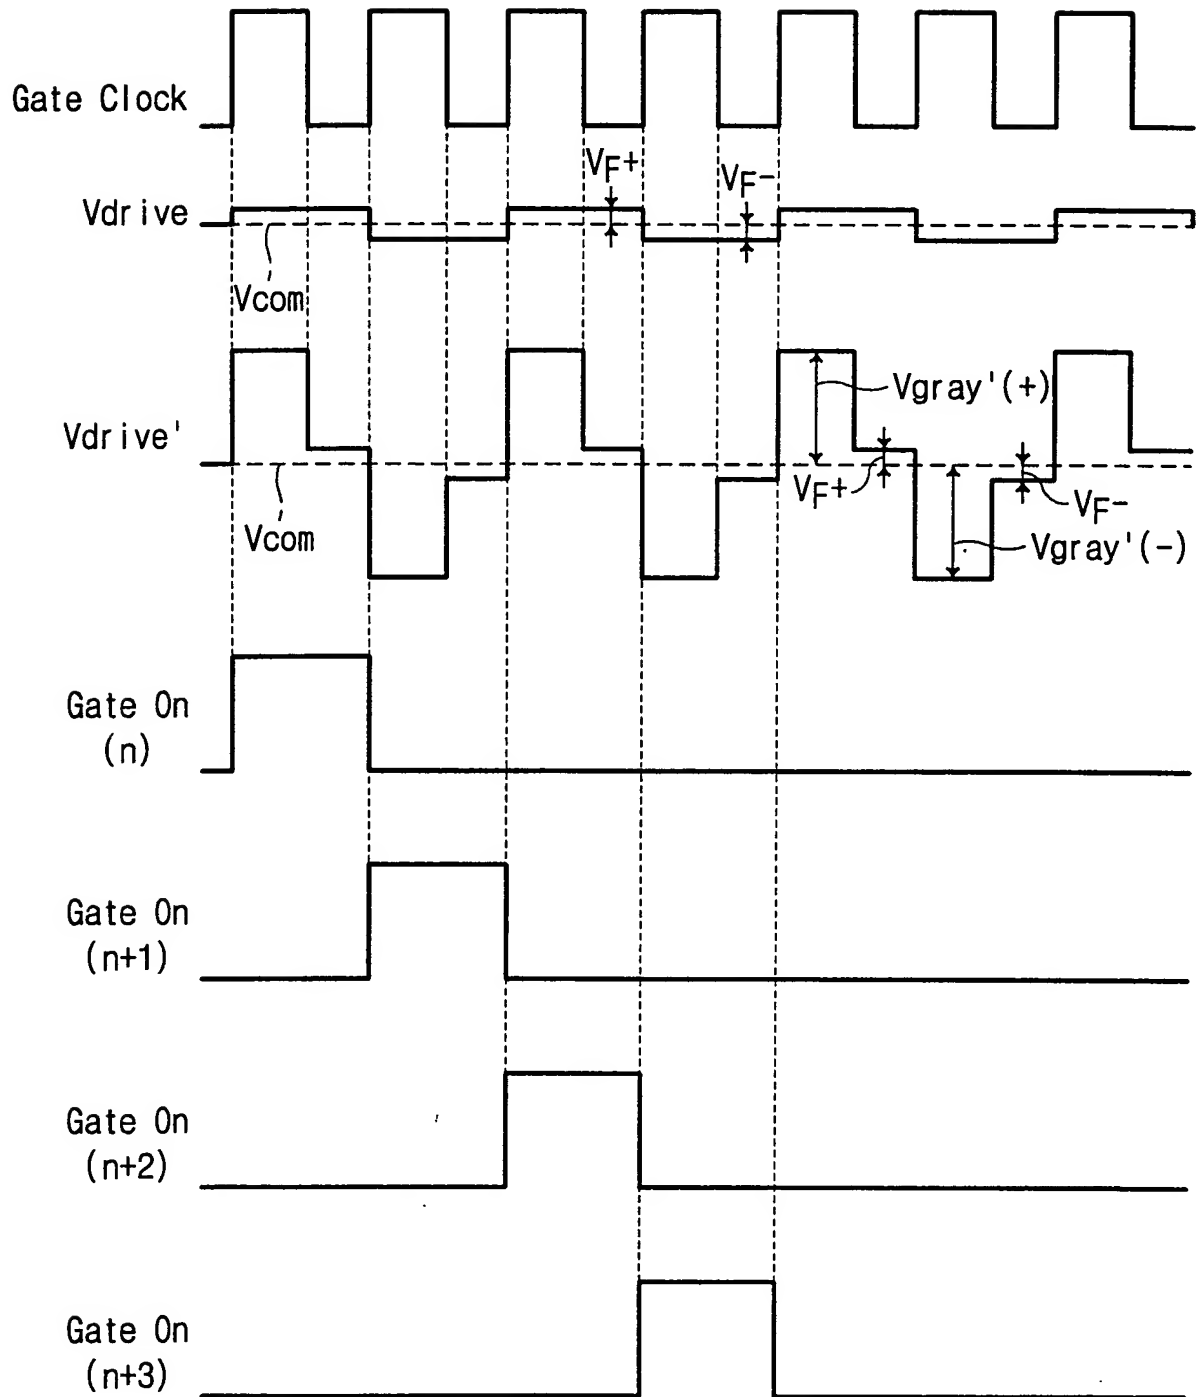 Gate Clock
VF+
VF-
Vdrive
Vcom
Vgray'(+)
Vdrive'
VF+
VF-
Vcom
Vgray'(-)
Gate On
(n)
Gate On
(n+1)
Gate On
(n+2)
Gate On
(n+3)